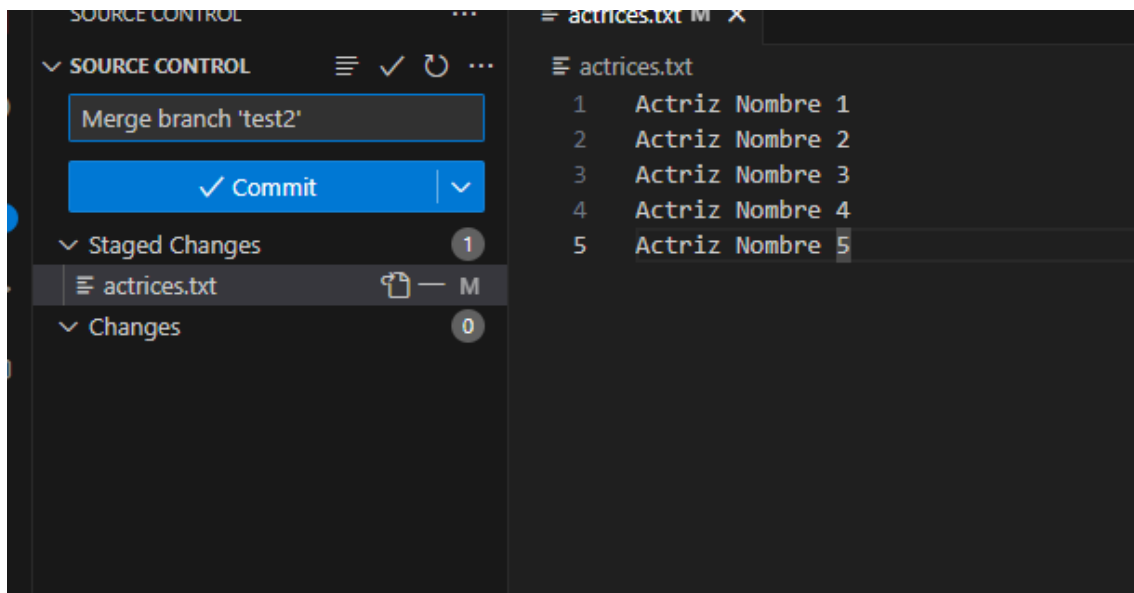 SOURCE CONTROL
SOURCE CONTROL
Merge branch 'test2'
Commit
Staged Changes 1
actrices.txt M
Changes 0
actrices.txt M
actrices.txt
1 Actriz Nombre 1
2 Actriz Nombre 2
3 Actriz Nombre 3
4 Actriz Nombre 4
5 Actriz Nombre 5